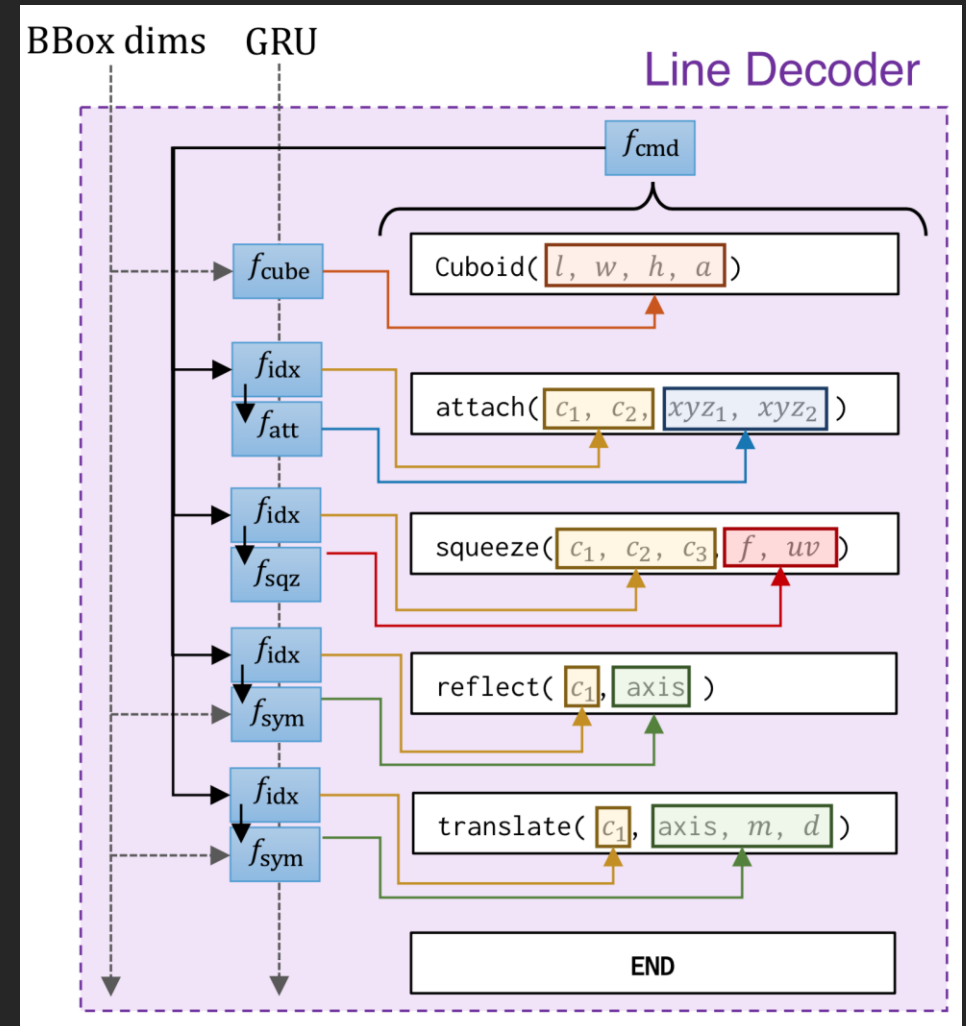 BBox dims GRU
Line Decoder
f_cmd
f_cube
Cuboid( l, w, h, a )
f_idx
attach( c₁, c₂, xyz₁, xyz₂ )
f_att
f_idx
squeeze( c₁, c₂, c₃, f, uv )
f_sqz
f_idx
reflect( c₁, axis )
f_sym
f_idx
translate( c₁, axis, m, d )
f_sym
END